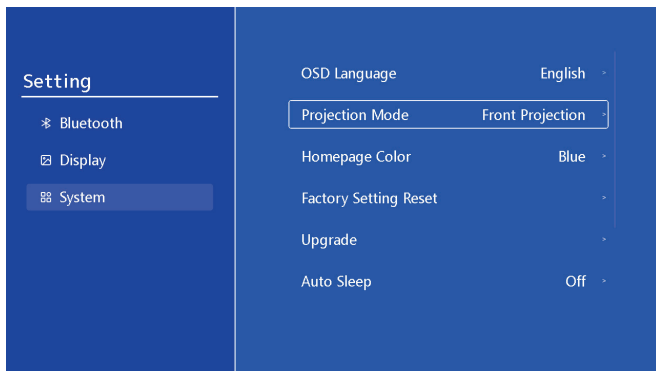 Setting
Bluetooth
Display
System
OSD Language English >
Projection Mode Front Projection >
Homepage Color Blue >
Factory Setting Reset >
Upgrade >
Auto Sleep Off >